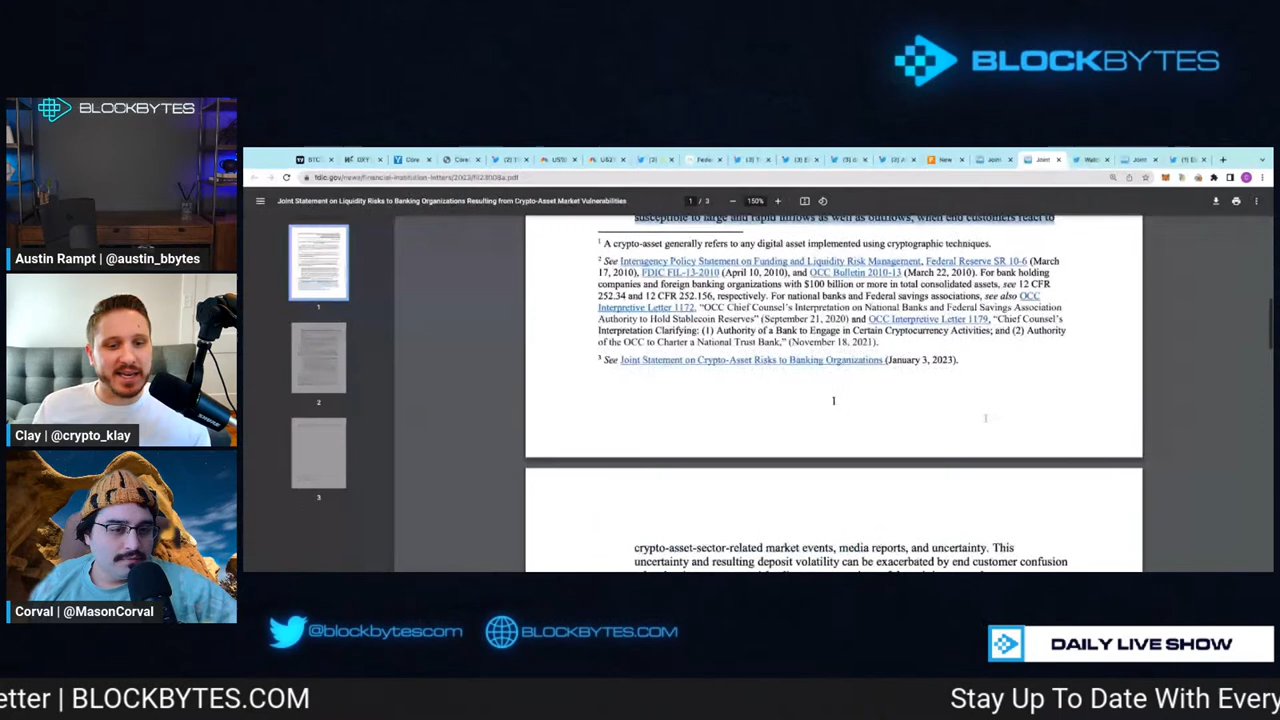 BLOCKBYTES
BLOCKBYTES
Austin Rampt | @austin_bbytes
Clay | @crypto_klay
Corval | @MasonCorval
fdic.gov/news/financial-institution-letters/2023/fil23008a.pdf
Joint Statement on Liquidity Risks to Banking Organizations Resulting from Crypto-Asset Market Vulnerabilities
1 / 3
150%
1
2
3
susceptible to large and rapid inflows as well as outflows, when end customers react to
1 A crypto-asset generally refers to any digital asset implemented using cryptographic techniques.
2 See Interagency Policy Statement on Funding and Liquidity Risk Management, Federal Reserve SR 10-6 (March
17, 2010), FDIC FIL-13-2010 (April 10, 2010), and OCC Bulletin 2010-13 (March 22, 2010). For bank holding
companies and foreign banking organizations with $100 billion or more in total consolidated assets, see 12 CFR
252.34 and 12 CFR 252.156, respectively. For national banks and Federal savings associations, see also OCC
Interpretive Letter 1172, “OCC Chief Counsel’s Interpretation on National Banks and Federal Savings Association
Authority to Hold Stablecoin Reserves” (September 21, 2020) and OCC Interpretive Letter 1179, “Chief Counsel’s
Interpretation Clarifying: (1) Authority of a Bank to Engage in Certain Cryptocurrency Activities; and (2) Authority
of the OCC to Charter a National Trust Bank,” (November 18, 2021).
3 See Joint Statement on Crypto-Asset Risks to Banking Organizations (January 3, 2023).
crypto-asset-sector-related market events, media reports, and uncertainty. This
uncertainty and resulting deposit volatility can be exacerbated by end customer confusion
@blockbytescom
BLOCKBYTES.COM
DAILY LIVE SHOW
etter | BLOCKBYTES.COM
Stay Up To Date With Every